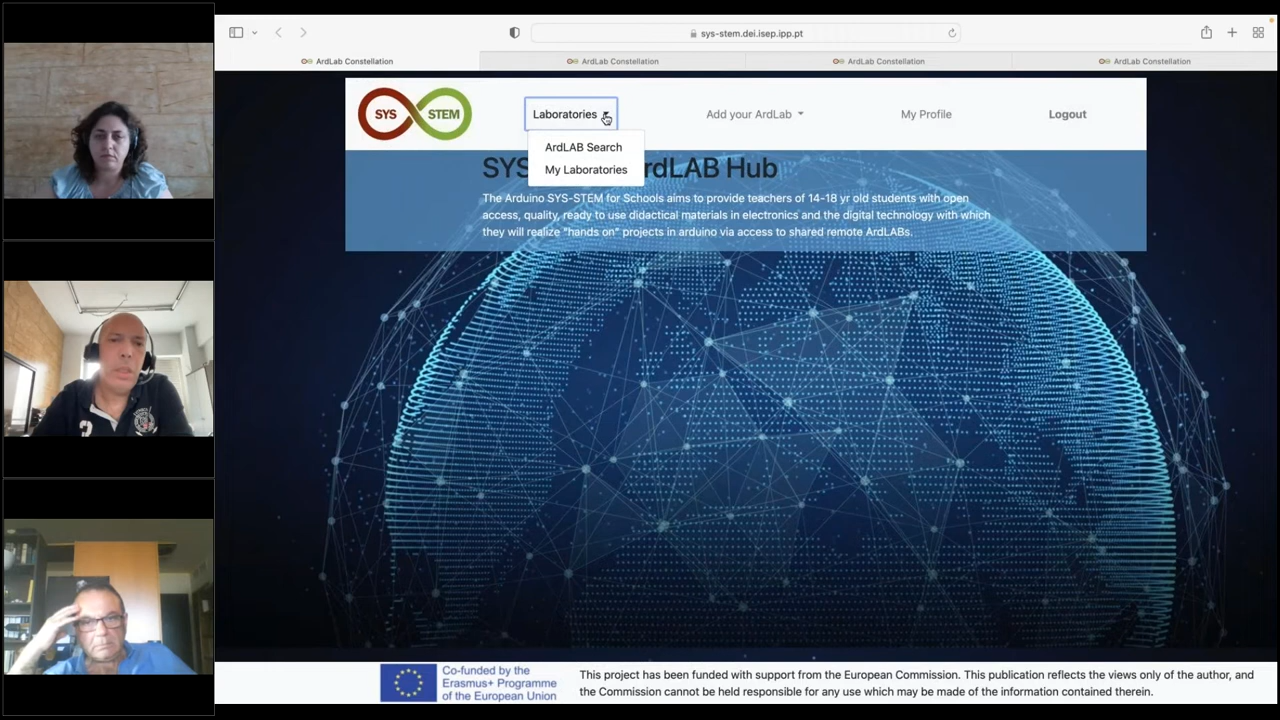 sys-stem.dei.isep.ipp.pt
ArdLab Constellation
ArdLab Constellation
ArdLab Constellation
ArdLab Constellation
SYS STEM
Laboratories
Add your ArdLab
My Profile
Logout
ArdLAB Search
My Laboratories
SYS rdLAB Hub
The Arduino SYS-STEM for Schools aims to provide teachers of 14-18 yr old students with open
access, quality, ready to use didactical materials in electronics and the digital technology with which
they will realize "hands on" projects in arduino via access to shared remote ArdLABs.
Co-funded by the
Erasmus+ Programme
of the European Union
This project has been funded with support from the European Commission. This publication reflects the views only of the author, and
the Commission cannot be held responsible for any use which may be made of the information contained therein.